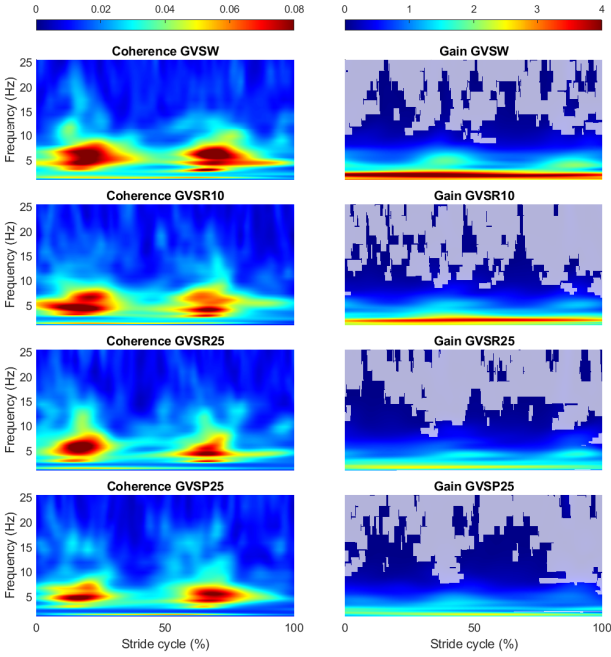 0 0.02 0.04 0.06 0.08
0 1 2 3 4
Coherence GVSW
Gain GVSW
Frequency (Hz)
25
20
15
10
5
Coherence GVSR10
Gain GVSR10
Frequency (Hz)
25
20
15
10
5
Coherence GVSR25
Gain GVSR25
Frequency (Hz)
25
20
15
10
5
Coherence GVSP25
Gain GVSP25
Frequency (Hz)
25
20
15
10
5
0 100
0 100
Stride cycle (%)
Stride cycle (%)